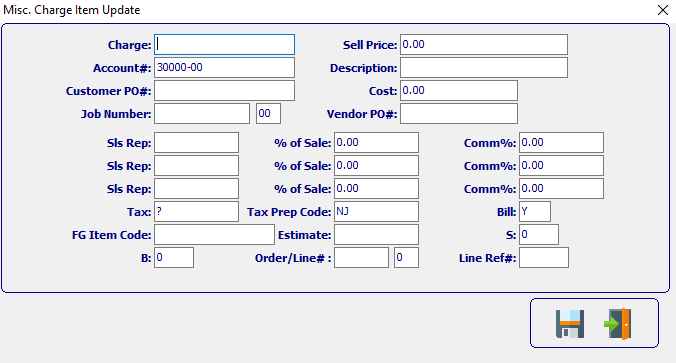 Misc. Charge Item Update
Charge: Sell Price: 0.00
Account#: 30000-00 Description:
Customer PO#: Cost: 0.00
Job Number: 00 Vendor PO#:
Sls Rep: % of Sale: 0.00 Comm%: 0.00
Sls Rep: % of Sale: 0.00 Comm%: 0.00
Sls Rep: % of Sale: 0.00 Comm%: 0.00
Tax: ? Tax Prep Code: NJ Bill: Y
FG Item Code: Estimate: S: 0
B: 0 Order/Line# : 0 Line Ref#: